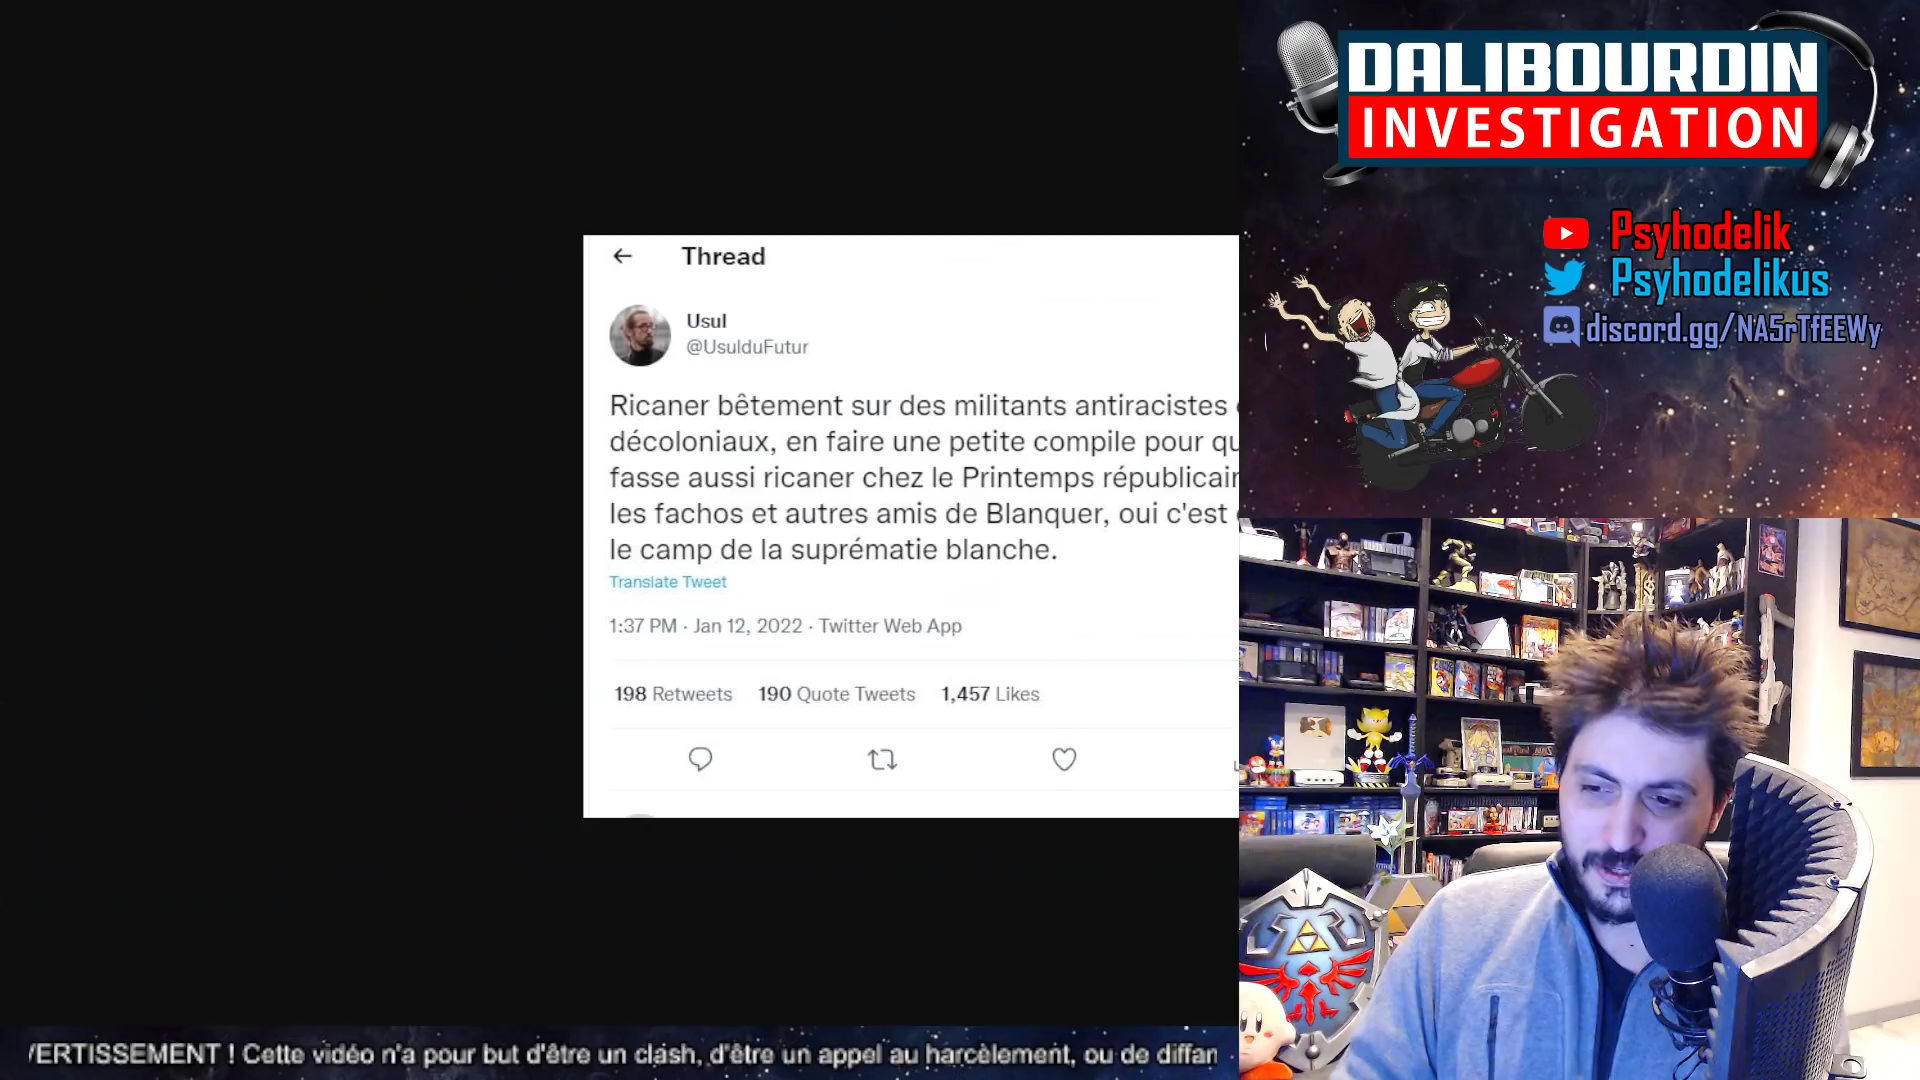 Thread
Usul
@UsulduFutur
Ricaner bêtement sur des militants antiracistes
décoloniaux, en faire une petite compile pour qu
fasse aussi ricaner chez le Printemps républicain
les fachos et autres amis de Blanquer, oui c'est
le camp de la suprématie blanche.
Translate Tweet
1:37 PM · Jan 12, 2022 · Twitter Web App
198 Retweets 190 Quote Tweets 1,457 Likes
DALIBOURDIN
INVESTIGATION
Psyhodelik
Psyhodelikus
discord.gg/NA5rTfEEWy
VERTISSEMENT ! Cette vidéo n'a pour but d'être un clash, d'être un appel au harcèlement, ou de diffam